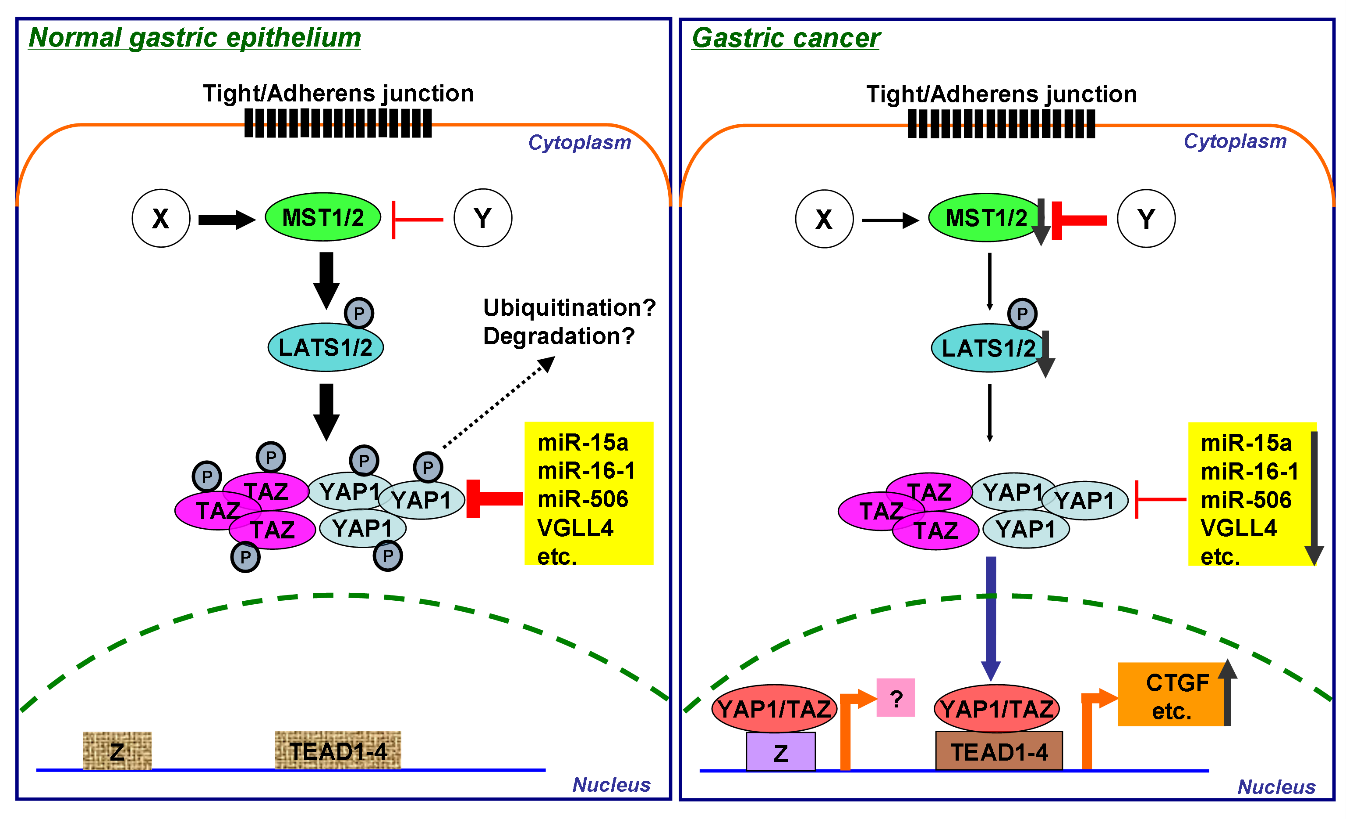 Normal gastric epithelium
Tight/Adherens junction
Cytoplasm
X
MST1/2
Y
P
LATS1/2
Ubiquitination?
Degradation?
P
P
P
P
TAZ
TAZ
TAZ
YAP1
YAP1
YAP1
P
P
miR-15a
miR-16-1
miR-506
VGLL4
etc.
Z
TEAD1-4
Nucleus
Gastric cancer
Tight/Adherens junction
Cytoplasm
X
MST1/2
Y
P
LATS1/2
TAZ
TAZ
TAZ
YAP1
YAP1
YAP1
miR-15a
miR-16-1
miR-506
VGLL4
etc.
YAP1/TAZ
?
Z
YAP1/TAZ
TEAD1-4
CTGF
etc.
Nucleus